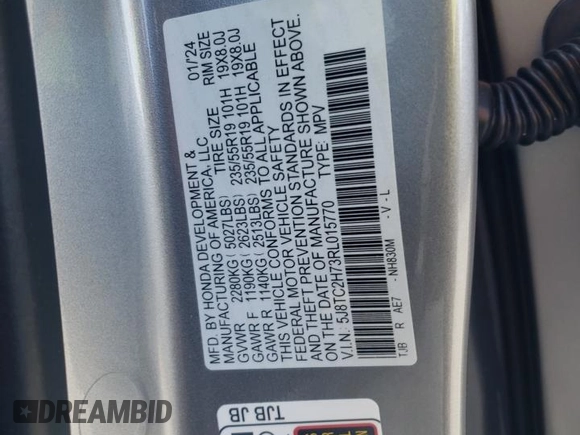 MFD. BY HONDA DEVELOPMENT & 01/'24
MANUFACTURING OF AMERICA, LLC
TIRE SIZE RIM SIZE
GVWR 2280KG (5027LBS)
GAWR F 1190KG (2623LBS) 235/55R19 101H 19X8.0J
GAWR R 1140KG (2513LBS) 235/55R19 101H 19X8.0J
THIS VEHICLE CONFORMS TO ALL APPLICABLE
FEDERAL MOTOR VEHICLE SAFETY
AND THEFT PREVENTION STANDARDS IN EFFECT
ON THE DATE OF MANUFACTURE SHOWN ABOVE.
V.I.N.: 5J8TC2H73RL015770 TYPE: MPV
TJB R AE7 - NH830M - V - L
TJB JB
DREAMBID